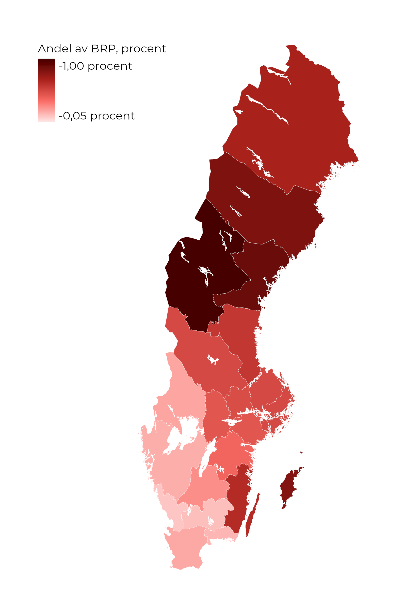 Andel av BRP, procent
-1,00 procent
-0,05 procent